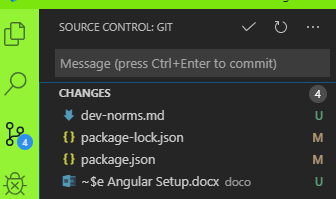 SOURCE CONTROL: GIT
Message (press Ctrl+Enter to commit)
CHANGES 4
dev-norms.md U
{} package-lock.json M
{} package.json M
~$e Angular Setup.docx doco U
4